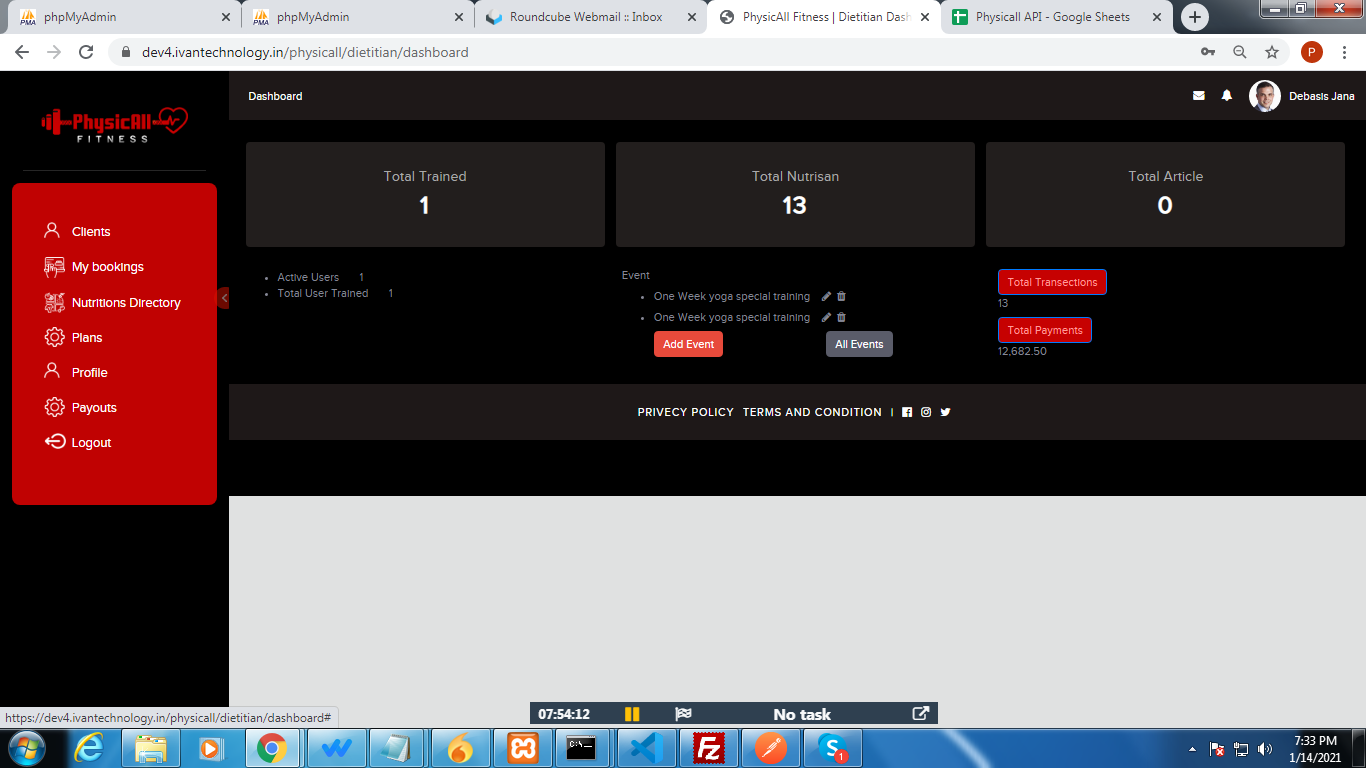 phpMyAdmin
phpMyAdmin
Roundcube Webmail :: Inbox
PhysicAll Fitness | Dietitian Dash
Physicall API - Google Sheets
dev4.ivantechnology.in/physicall/dietitian/dashboard
P
PhysicAll
FITNESS
Dashboard
Debasis Jana
Clients
My bookings
Nutritions Directory
Plans
Profile
Payouts
Logout
Total Trained
1
Total Nutrisan
13
Total Article
0
Active Users 1
Total User Trained 1
Event
One Week yoga special training
One Week yoga special training
Add Event
All Events
Total Transections
13
Total Payments
12,682.50
PRIVECY POLICY TERMS AND CONDITION |
https://dev4.ivantechnology.in/physicall/dietitian/dashboard#
07:54:12
No task
7:33 PM
1/14/2021